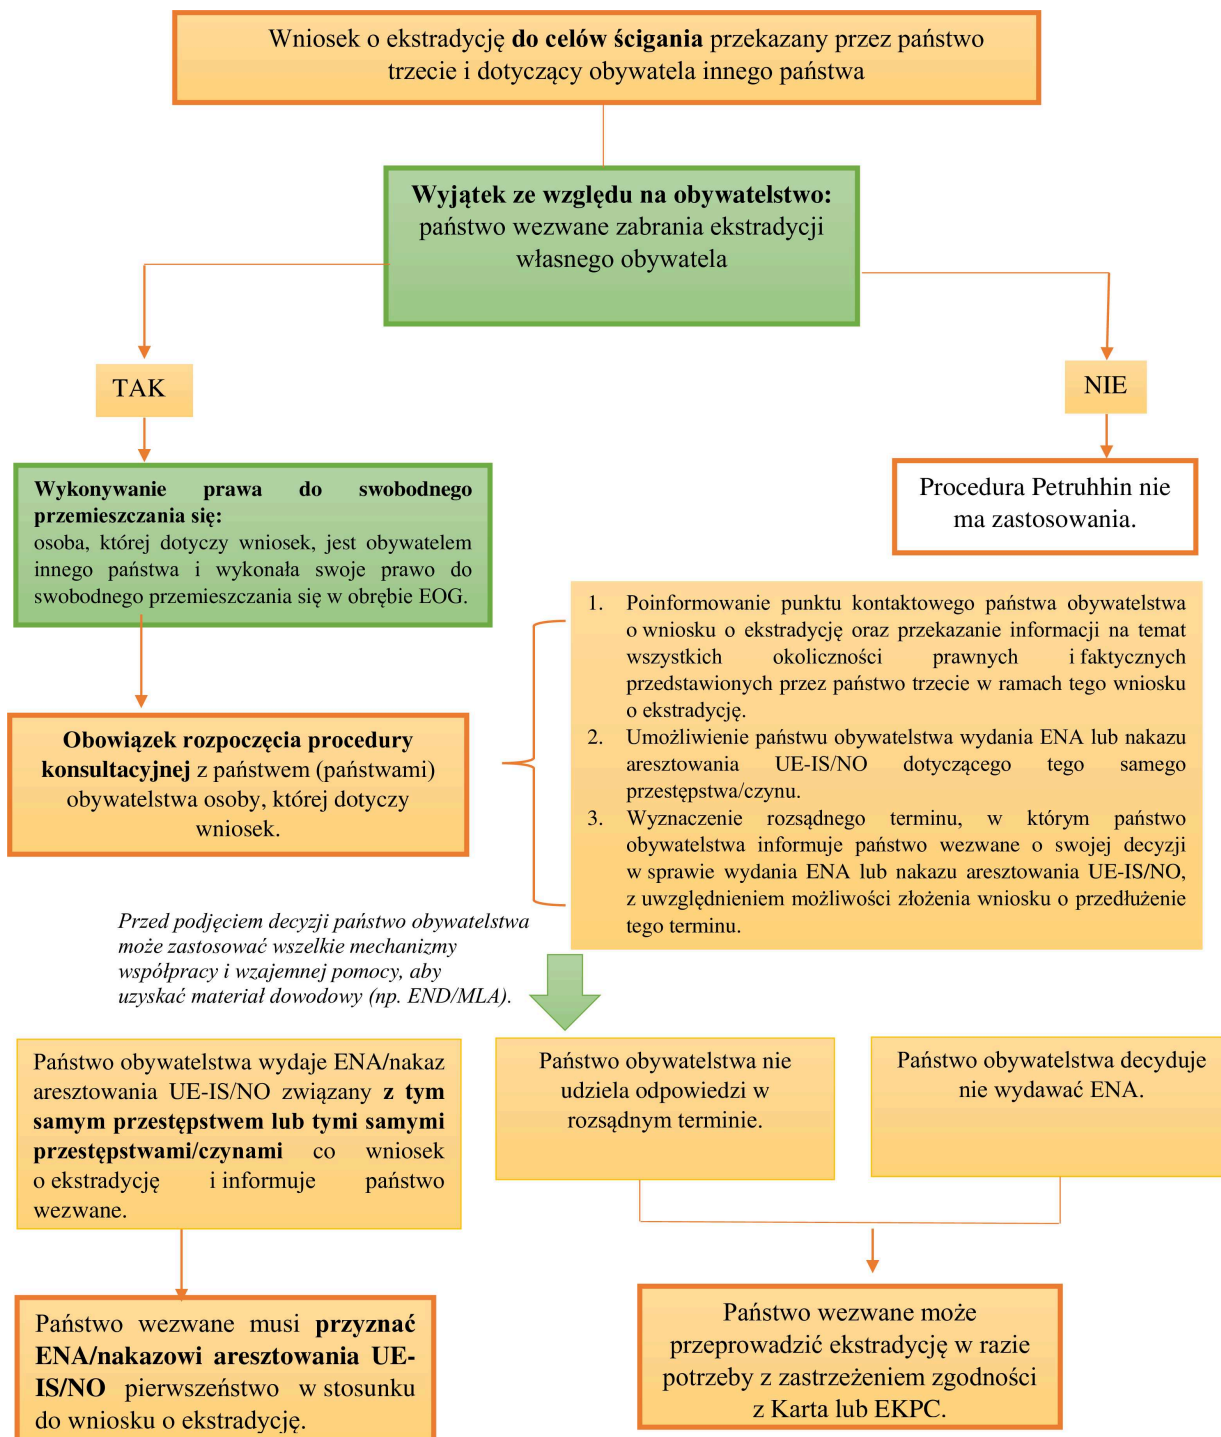 Wniosek o ekstradycję do celów ścigania przekazany przez państwo
trzecie i dotyczący obywatela innego państwa
Wyjątek ze względu na obywatelstwo:
państwo wezwane zabrania ekstradycji
własnego obywatela
TAK
NIE
Wykonywanie prawa do swobodnego
przemieszczania się:
osoba, której dotyczy wniosek, jest obywatelem
innego państwa i wykonała swoje prawo do
swobodnego przemieszczania się w obrębie EOG.
Procedura Petruhhin nie
ma zastosowania.
Obowiązek rozpoczęcia procedury
konsultacyjnej z państwem (państwami)
obywatelstwa osoby, której dotyczy
wniosek.
1. Poinformowanie punktu kontaktowego państwa obywatelstwa
o wniosku o ekstradycję oraz przekazanie informacji na temat
wszystkich okoliczności prawnych i faktycznych
przedstawionych przez państwo trzecie w ramach tego wniosku
o ekstradycję.
2. Umożliwienie państwu obywatelstwa wydania ENA lub nakazu
aresztowania UE-IS/NO dotyczącego tego samego
przestępstwa/czynu.
3. Wyznaczenie rozsądnego terminu, w którym państwo
obywatelstwa informuje państwo wezwane o swojej decyzji
w sprawie wydania ENA lub nakazu aresztowania UE-IS/NO,
z uwzględnieniem możliwości złożenia wniosku o przedłużenie
tego terminu.
Przed podjęciem decyzji państwo obywatelstwa
może zastosować wszelkie mechanizmy
współpracy i wzajemnej pomocy, aby
uzyskać materiał dowodowy (np. END/MLA).
Państwo obywatelstwa wydaje ENA/nakaz
aresztowania UE-IS/NO związany z tym
samym przestępstwem lub tymi samymi
przestępstwami/czynami co wniosek
o ekstradycję i informuje państwo
wezwane.
Państwo obywatelstwa nie
udziela odpowiedzi w
rozsądnym terminie.
Państwo obywatelstwa decyduje
nie wydawać ENA.
Państwo wezwane musi przyznać
ENA/nakazowi aresztowania UE-
IS/NO pierwszeństwo w stosunku
do wniosku o ekstradycję.
Państwo wezwane może
przeprowadzić ekstradycję w razie
potrzeby z zastrzeżeniem zgodności
z Karta lub EKPC.